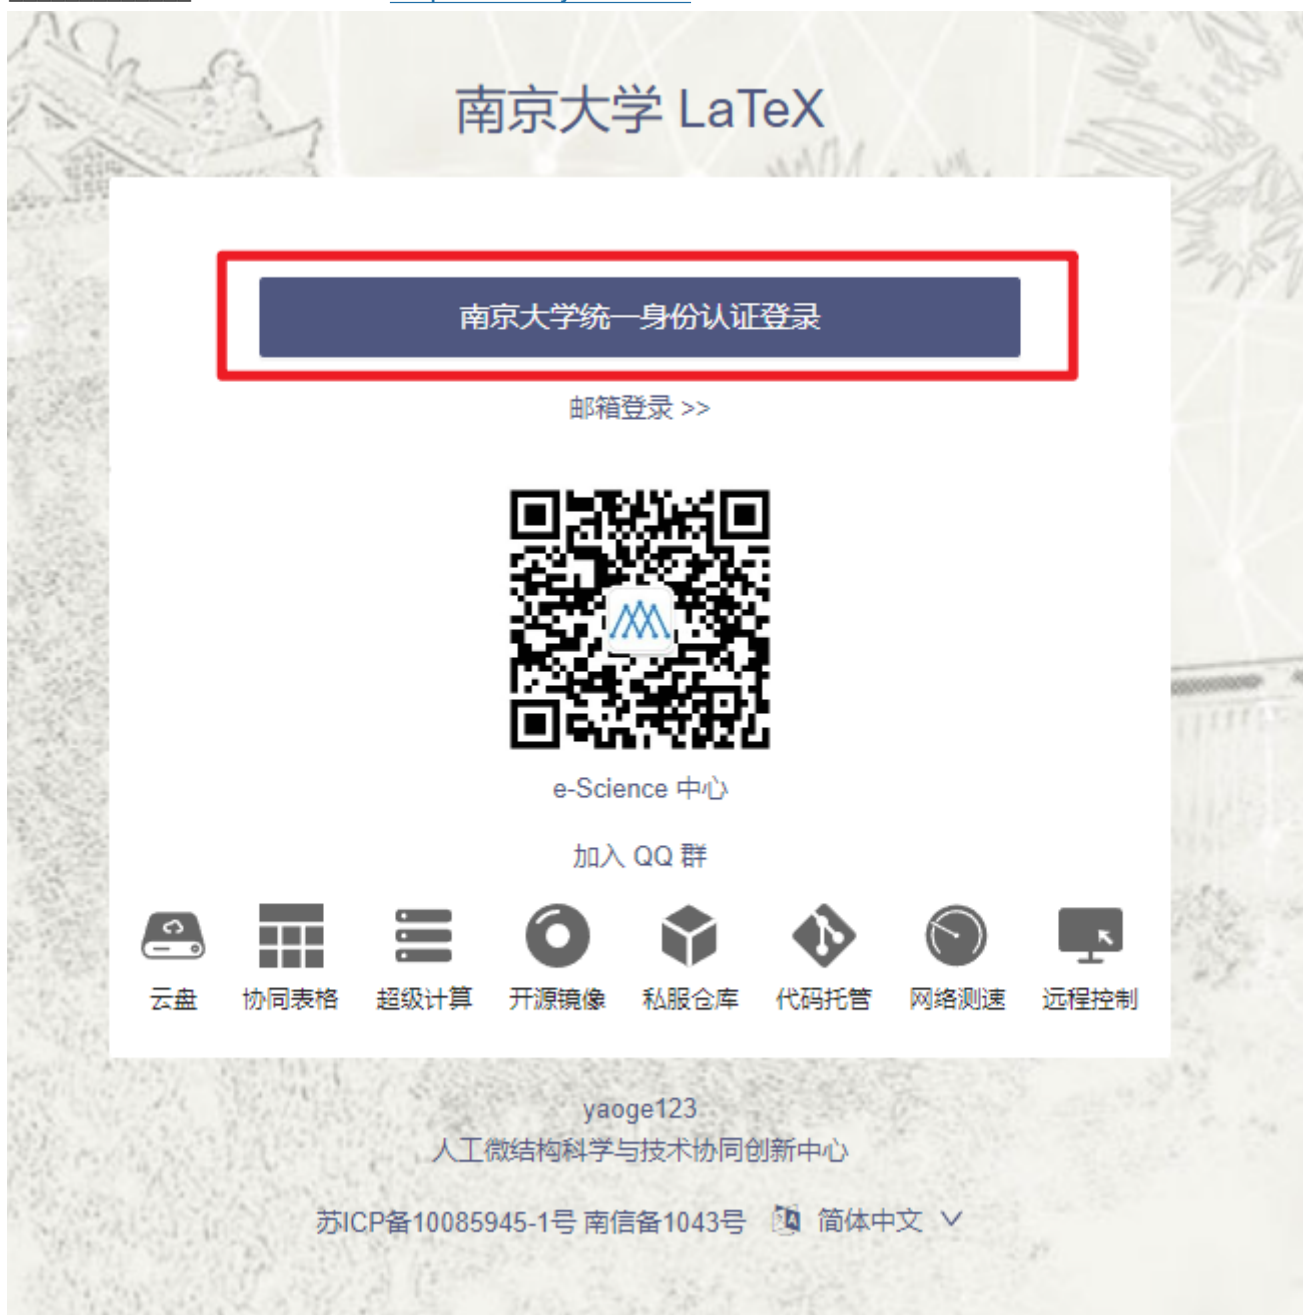 南京大学 LaTeX
南京大学统一身份认证登录
邮箱登录 >>
e-Science 中心
加入 QQ 群
云盘 协同表格 超级计算 开源镜像 私服仓库 代码托管 网络测速 远程控制
yaoge123
人工微结构科学与技术协同创新中心
苏ICP备10085945-1号 南信备1043号 简体中文